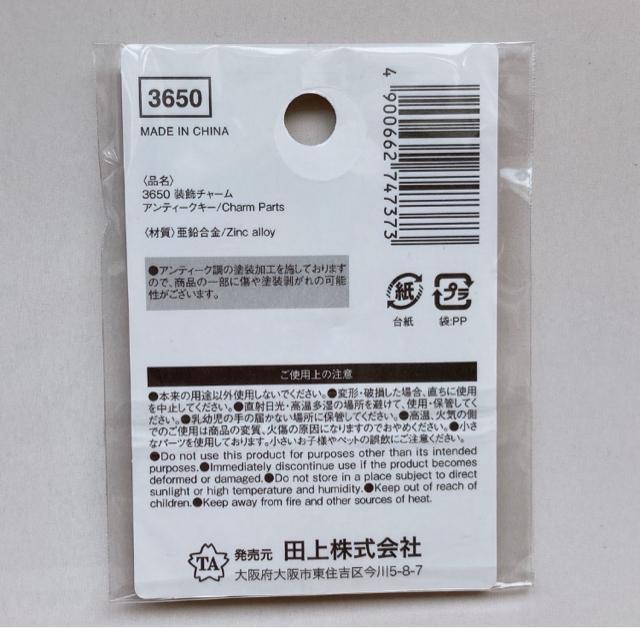 3650
MADE IN CHINA
4 900662 747373
〈品名〉
3650 装飾チャーム
アンティークキー/Charm Parts
〈材質〉亜鉛合金/Zinc alloy
●アンティーク調の塗装加工を施しております
ので、商品の一部に傷や塗装剥がれの可能
性がございます。
紙
台紙
プラ
袋:PP
ご使用上の注意
●本来の用途以外使用しないでください。●変形・破損した場合、直ちに使用
を中止してください。●直射日光・高温多湿の場所を避けて、使用・保管してくだ
さい。●乳幼児の手の届かない場所に保管してください。●高温、火気の側
でのご使用は商品の変質、火傷の原因になりますのでおやめください。●小さ
なパーツを使用しております。小さいお子様やペットの誤飲にご注意ください。
●Do not use this product for purposes other than its intended
purposes.●Immediately discontinue use if the product becomes
deformed or damaged.●Do not store in a place subject to direct
sunlight or high temperature and humidity.●Keep out of reach of
children.●Keep away from fire and other sources of heat.
TA
発売元 田上株式会社
大阪府大阪市東住吉区今川5-8-7